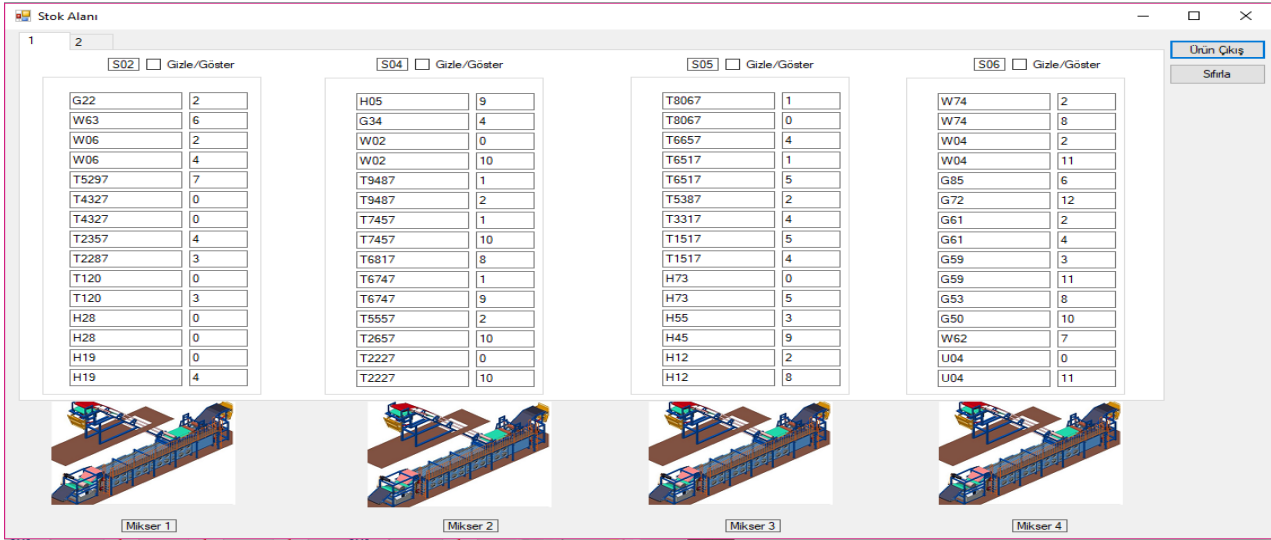 Stok Alanı
1 2
Ürün Çıkış
Sıfırla
S02 Gizle/Göster S04 Gizle/Göster S05 Gizle/Göster S06 Gizle/Göster
G22 2 H05 9 T8067 1 W74 2
W63 6 G34 4 T8067 0 W74 8
W06 2 W02 0 T6657 4 W04 2
W06 4 W02 10 T6517 1 W04 11
T5297 7 T9487 1 T6517 5 G85 6
T4327 0 T9487 2 T5387 2 G72 12
T4327 0 T7457 1 T3317 4 G61 2
T2357 4 T7457 10 T1517 5 G61 4
T2287 3 T6817 8 T1517 4 G59 3
T120 0 T6747 1 H73 0 G59 11
T120 3 T6747 9 H73 5 G53 8
H28 0 T5557 2 H55 3 G50 10
H28 0 T2657 10 H45 9 W62 7
H19 0 T2227 0 H12 2 U04 0
H19 4 T2227 10 H12 8 U04 11
Mikser 1 Mikser 2 Mikser 3 Mikser 4